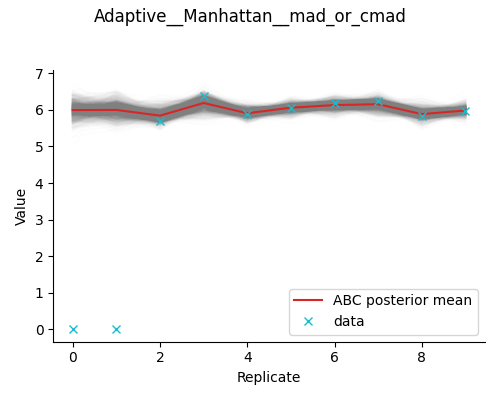 Adaptive__Manhattan__mad_or_cmad
7
6
5
4
3
2
1
0
Value
0 2 4 6 8
Replicate
ABC posterior mean
data